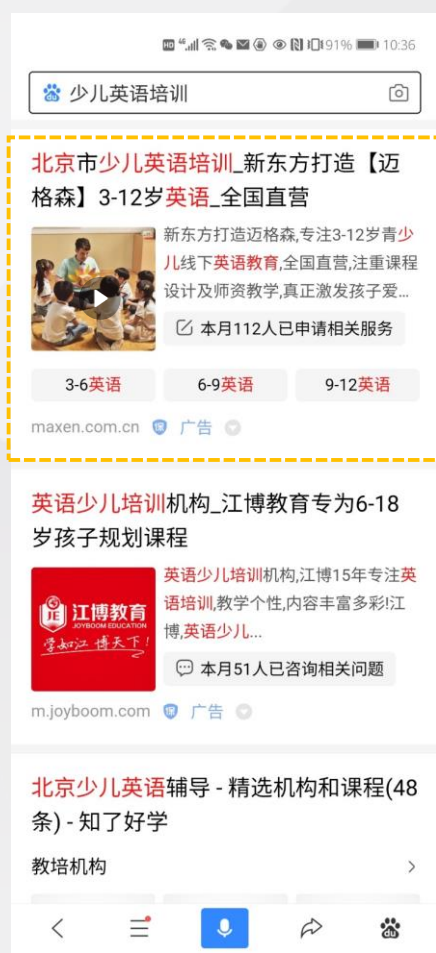 HD 4G 91% 10:36
少儿英语培训
北京市少儿英语培训_新东方打造【迈
格森】3-12岁英语_全国直营
新东方打造迈格森,专注3-12岁青少
儿线下英语教育,全国直营,注重课程
设计及师资教学,真正激发孩子爱...
本月112人已申请相关服务
3-6英语 6-9英语 9-12英语
maxen.com.cn 保 广告
英语少儿培训机构_江博教育专为6-18
岁孩子规划课程
英语少儿培训机构,江博15年专注英
语培训,教学个性,内容丰富多彩!江
博,英语少儿...
江博教育
JOYBOOM EDUCATION
学如江 博天下!
本月51人已咨询相关问题
m.joyboom.com 保 广告
北京少儿英语辅导 - 精选机构和课程(48
条) - 知了好学
教培机构
du